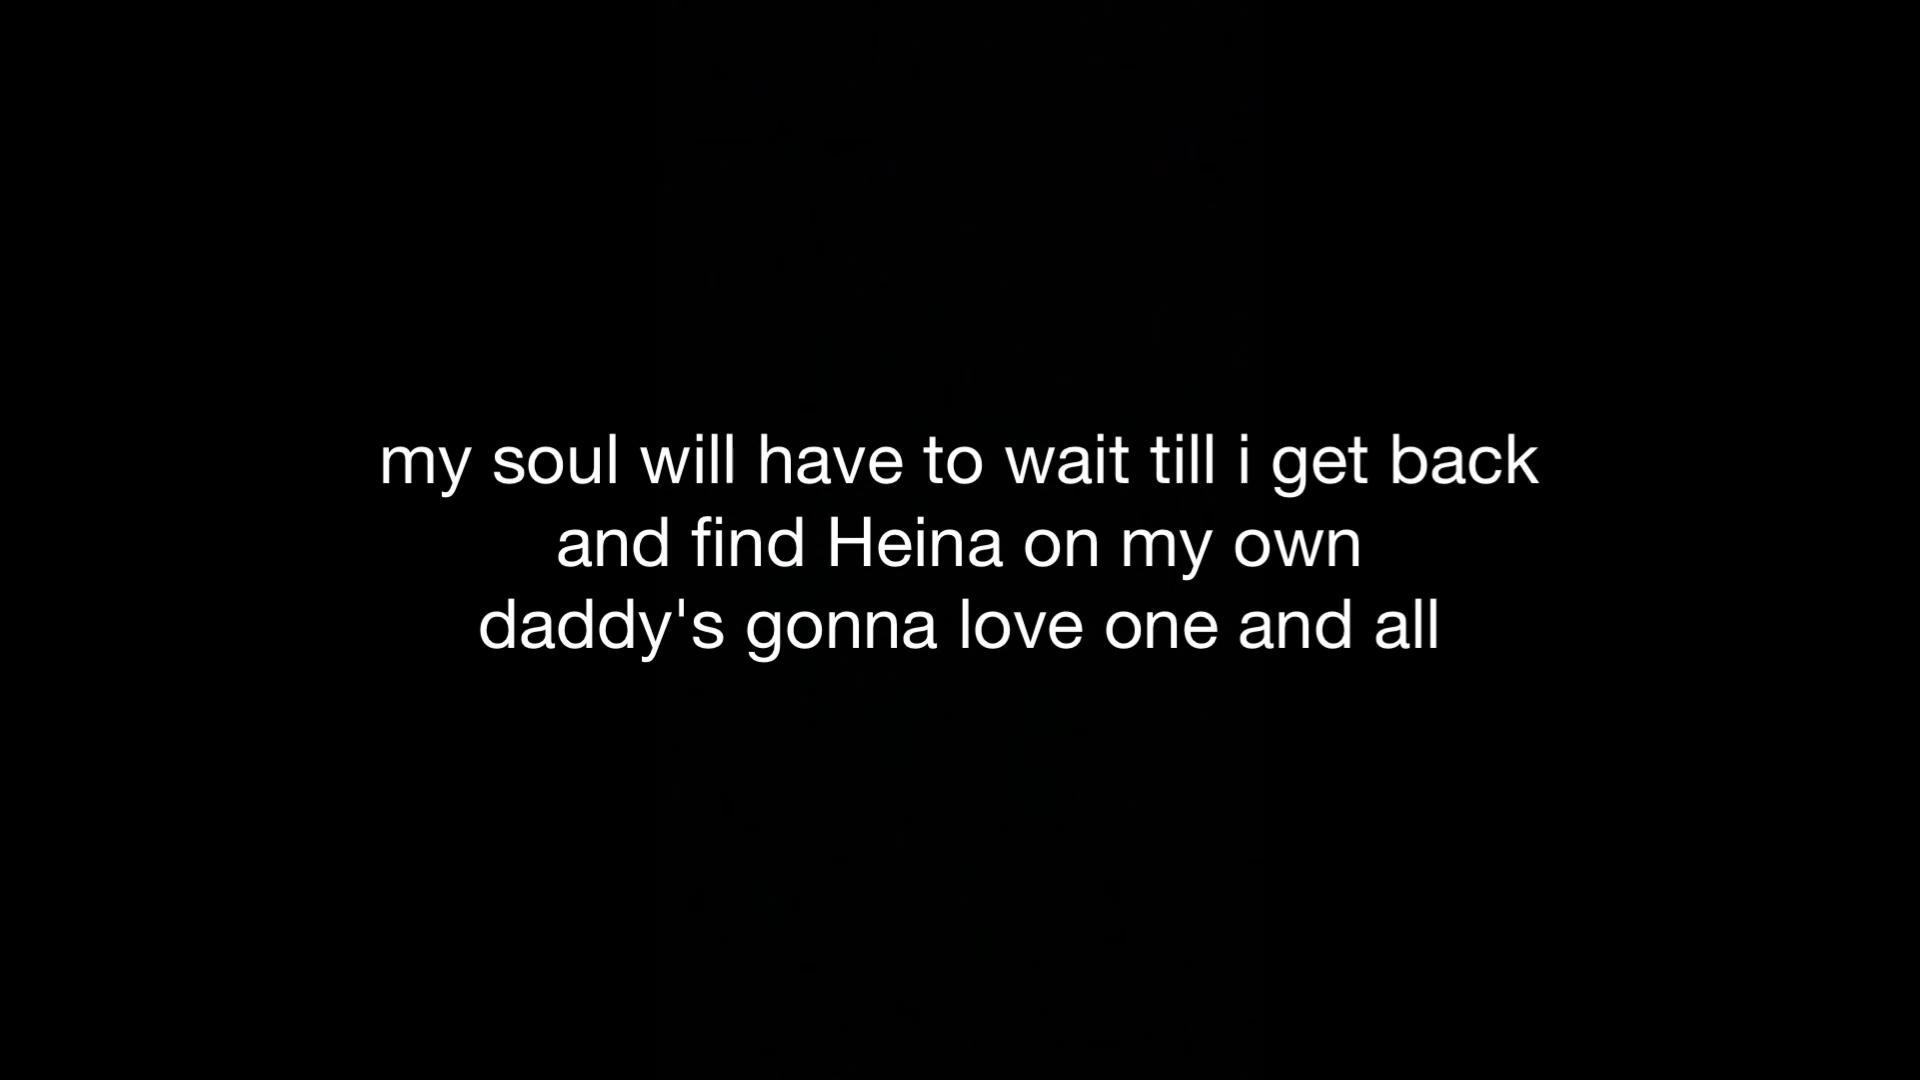 my soul will have to wait till i get back
and find Heina on my own
daddy's gonna love one and all